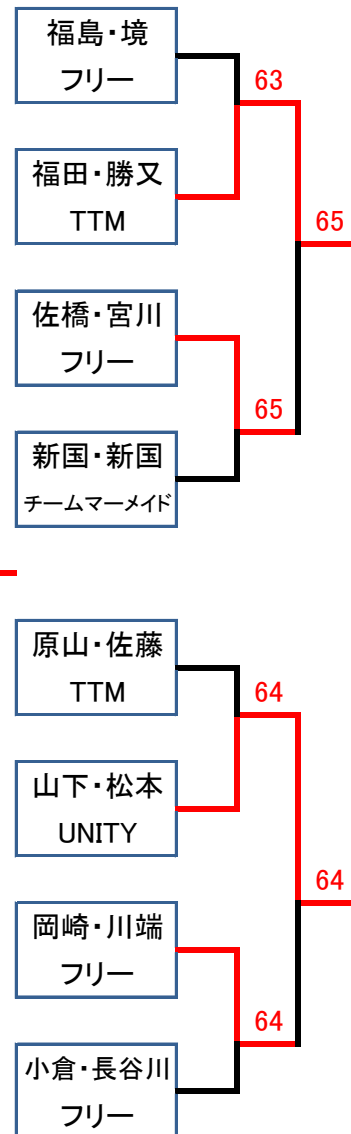 福島・境
フリー
63
福田・勝又
TTM
65
佐橋・宮川
フリー
65
新国・新国
チームマーメイド
原山・佐藤
TTM
64
山下・松本
UNITY
64
岡崎・川端
フリー
64
小倉・長谷川
フリー